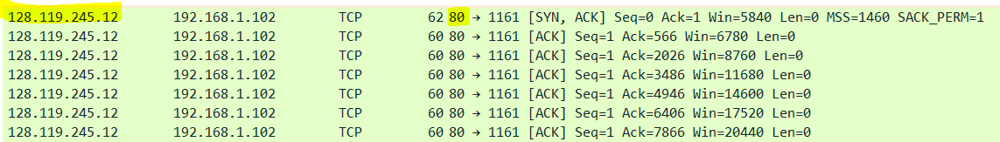 128.119.245.12 192.168.1.102 TCP 62 80 → 1161 [SYN, ACK] Seq=0 Ack=1 Win=5840 Len=0 MSS=1460 SACK_PERM=1
128.119.245.12 192.168.1.102 TCP 60 80 → 1161 [ACK] Seq=1 Ack=566 Win=6780 Len=0
128.119.245.12 192.168.1.102 TCP 60 80 → 1161 [ACK] Seq=1 Ack=2026 Win=8760 Len=0
128.119.245.12 192.168.1.102 TCP 60 80 → 1161 [ACK] Seq=1 Ack=3486 Win=11680 Len=0
128.119.245.12 192.168.1.102 TCP 60 80 → 1161 [ACK] Seq=1 Ack=4946 Win=14600 Len=0
128.119.245.12 192.168.1.102 TCP 60 80 → 1161 [ACK] Seq=1 Ack=6406 Win=17520 Len=0
128.119.245.12 192.168.1.102 TCP 60 80 → 1161 [ACK] Seq=1 Ack=7866 Win=20440 Len=0